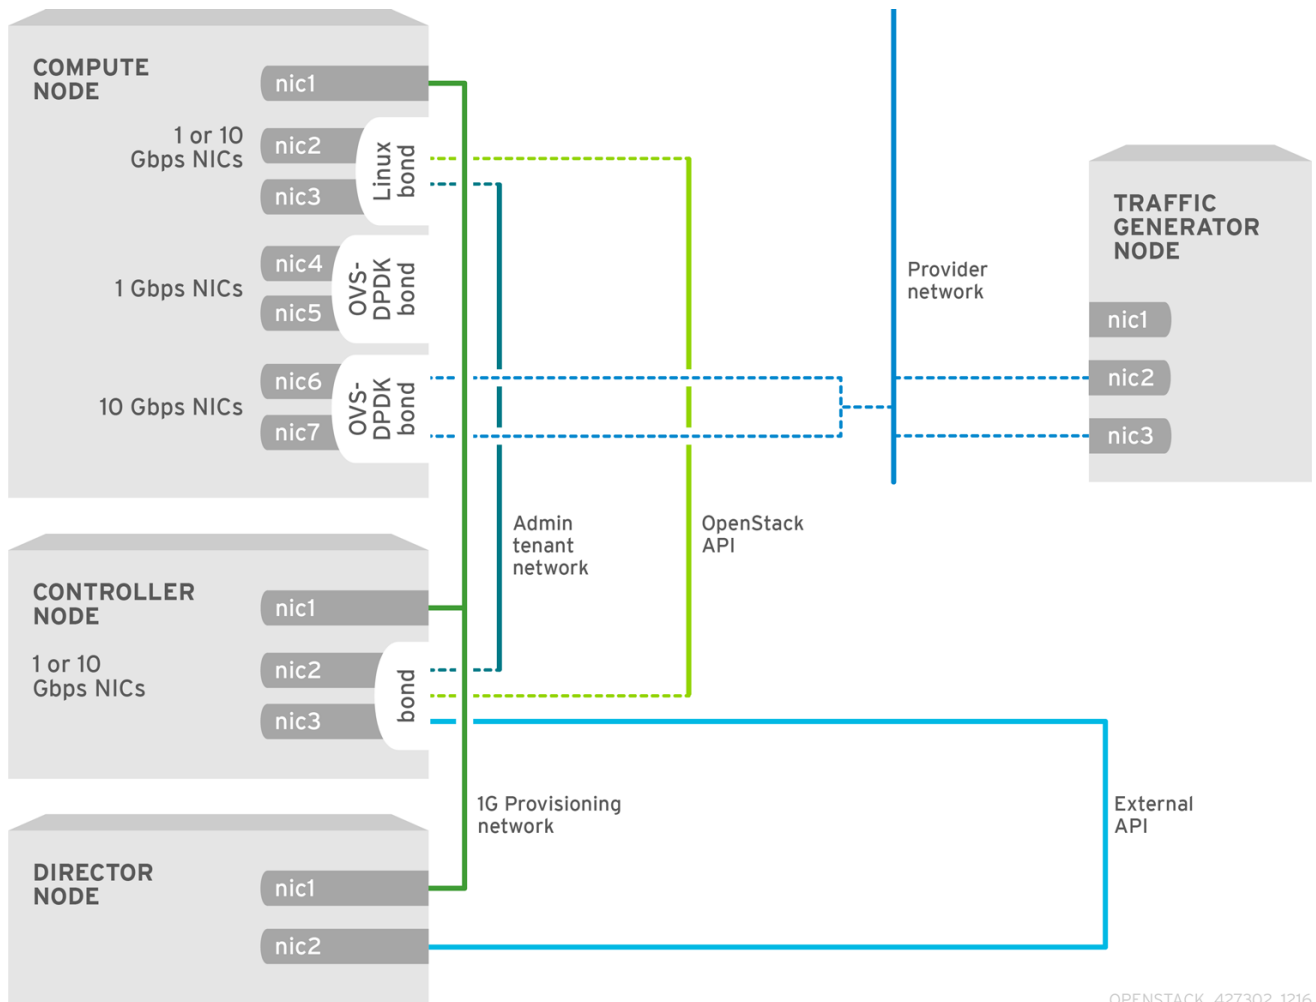 COMPUTE
NODE
nic1
1 or 10
Gbps NICs
nic2
nic3
Linux
bond
1 Gbps NICs
nic4
nic5
OVS-
DPDK
bond
10 Gbps NICs
nic6
nic7
OVS-
DPDK
bond
Provider
network
TRAFFIC
GENERATOR
NODE
nic1
nic2
nic3
Admin
tenant
network
OpenStack
API
CONTROLLER
NODE
nic1
1 or 10
Gbps NICs
nic2
nic3
bond
1G Provisioning
network
External
API
DIRECTOR
NODE
nic1
nic2
OPENSTACK_427302_1216